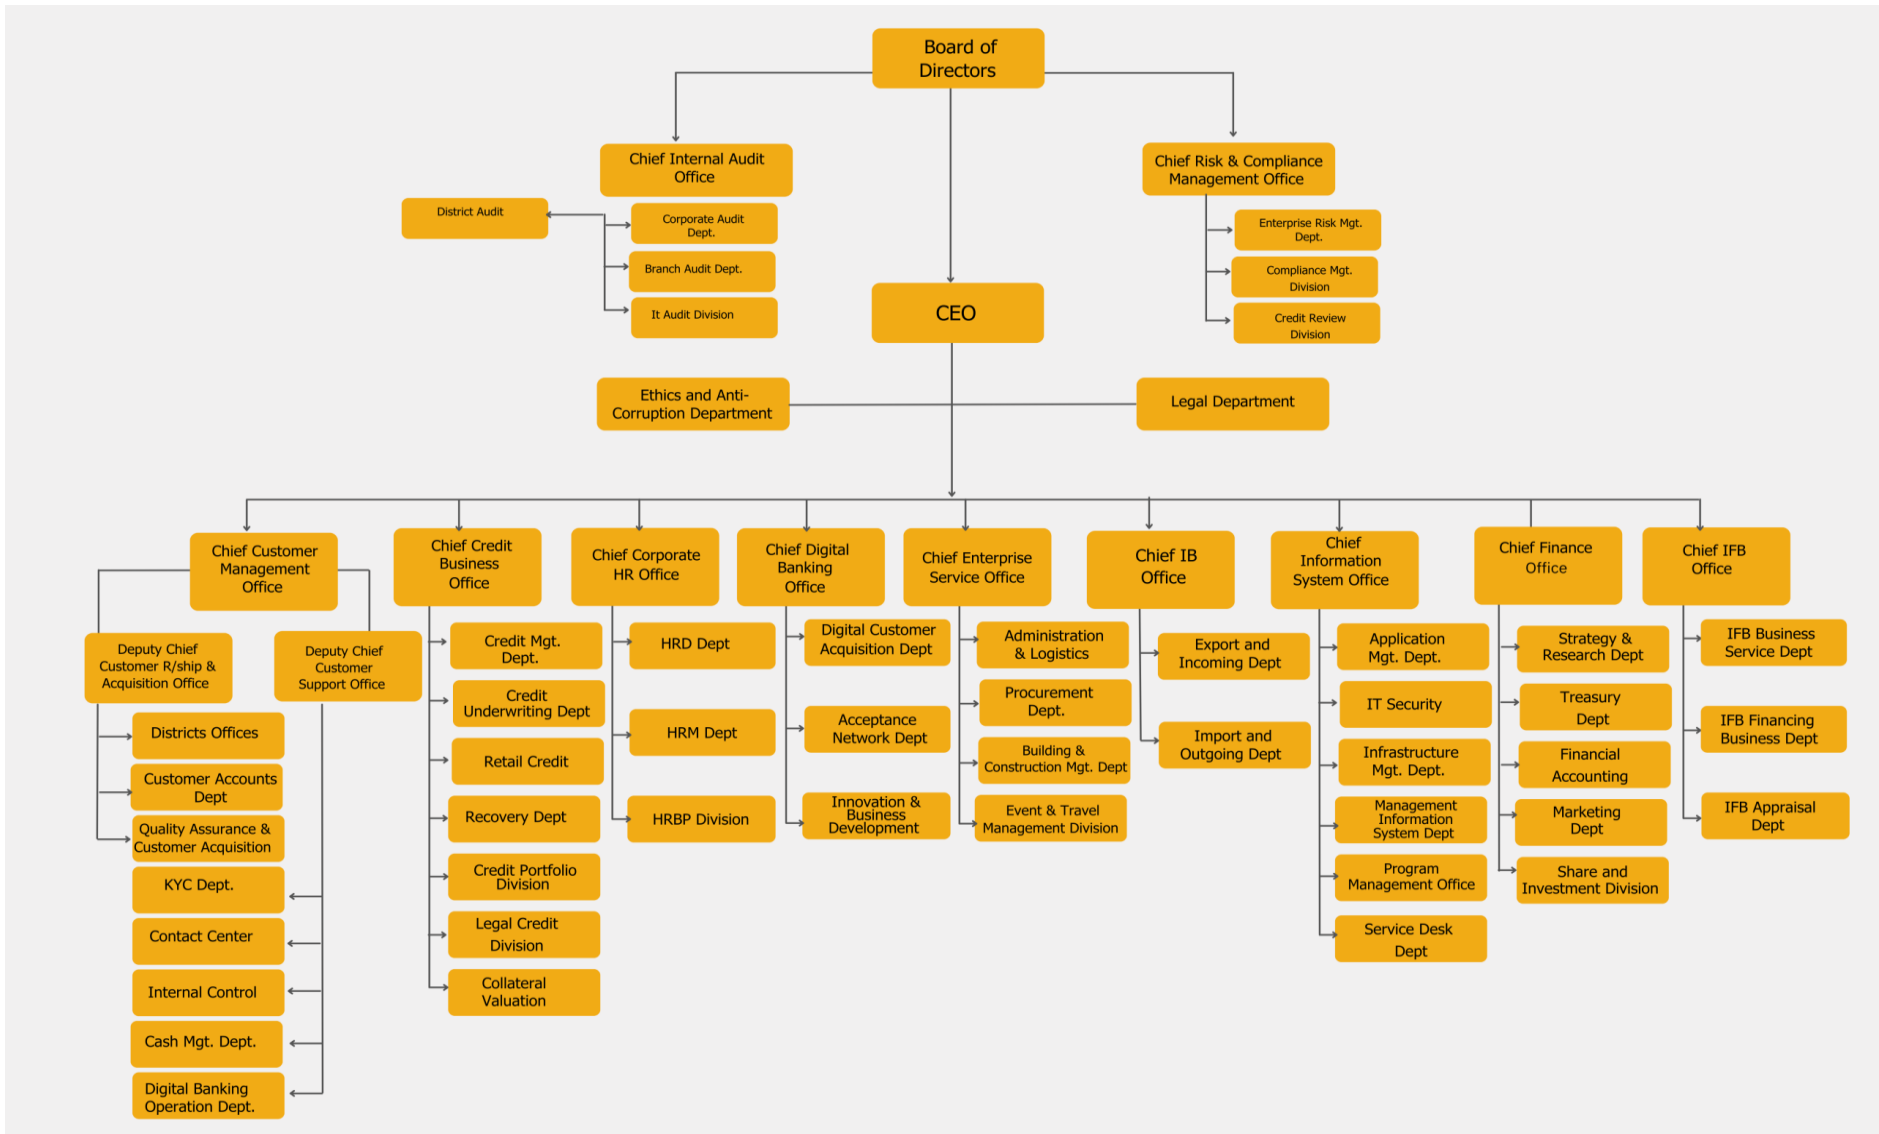 Board of
Directors
Chief Internal Audit
Office
Chief Risk & Compliance
Management Office
District Audit
Corporate Audit
Dept.
Branch Audit Dept.
It Audit Division
Enterprise Risk Mgt.
Dept.
Compliance Mgt.
Division
Credit Review
Division
CEO
Ethics and Anti-
Corruption Department
Legal Department
Chief Customer
Management
Office
Deputy Chief
Customer R/ship &
Acquisition Office
Deputy Chief
Customer
Support Office
Districts Offices
Customer Accounts
Dept
Quality Assurance &
Customer Acquisition
KYC Dept.
Contact Center
Internal Control
Cash Mgt. Dept.
Digital Banking
Operation Dept.
Chief Credit
Business
Office
Credit Mgt.
Dept.
Credit
Underwriting Dept
Retail Credit
Recovery Dept
Credit Portfolio
Division
Legal Credit
Division
Collateral
Valuation
Chief Corporate
HR Office
HRD Dept
HRM Dept
HRBP Division
Chief Digital
Banking
Office
Digital Customer
Acquisition Dept
Acceptance
Network Dept
Innovation &
Business
Development
Chief Enterprise
Service Office
Administration
& Logistics
Procurement
Dept.
Building &
Construction Mgt. Dept
Event & Travel
Management Division
Chief IB
Office
Export and
Incoming Dept
Import and
Outgoing Dept
Chief
Information
System Office
Application
Mgt. Dept.
IT Security
Infrastructure
Mgt. Dept.
Management
Information
System Dept
Program
Management Office
Service Desk
Dept
Chief Finance
Office
Strategy &
Research Dept
Treasury
Dept
Financial
Accounting
Marketing
Dept
Share and
Investment Division
Chief IFB
Office
IFB Business
Service Dept
IFB Financing
Business Dept
IFB Appraisal
Dept